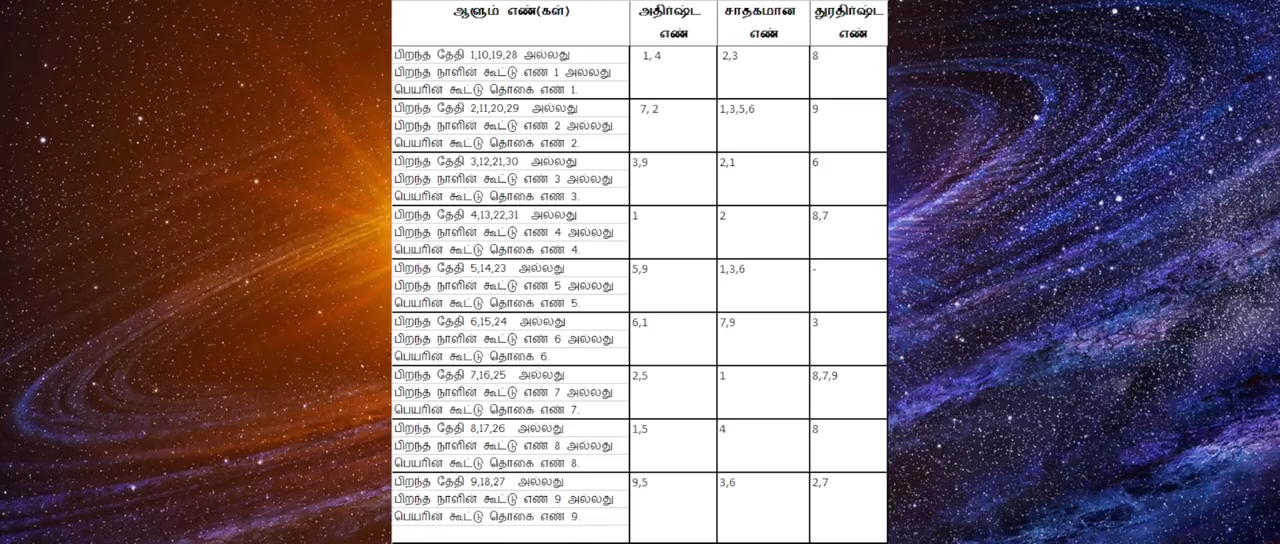 ஆளும் எண்(கள்) அதிர்ஷ்ட எண் சாதகமான எண் துரதிர்ஷ்ட எண்
பிறந்த தேதி 1,10,19,28 அல்லது 1, 4 2,3 8
பிறந்த நாளின் கூட்டு எண் 1 அல்லது
பெயரின் கூட்டு தொகை எண் 1.
பிறந்த தேதி 2,11,20,29 அல்லது 7, 2 1,3,5,6 9
பிறந்த நாளின் கூட்டு எண் 2 அல்லது
பெயரின் கூட்டு தொகை எண் 2.
பிறந்த தேதி 3,12,21,30 அல்லது 3,9 2,1 6
பிறந்த நாளின் கூட்டு எண் 3 அல்லது
பெயரின் கூட்டு தொகை எண் 3.
பிறந்த தேதி 4,13,22,31 அல்லது 1 2 8,7
பிறந்த நாளின் கூட்டு எண் 4 அல்லது
பெயரின் கூட்டு தொகை எண் 4.
பிறந்த தேதி 5,14,23 அல்லது 5,9 1,3,6 -
பிறந்த நாளின் கூட்டு எண் 5 அல்லது
பெயரின் கூட்டு தொகை எண் 5.
பிறந்த தேதி 6,15,24 அல்லது 6,1 7,9 3
பிறந்த நாளின் கூட்டு எண் 6 அல்லது
பெயரின் கூட்டு தொகை 6.
பிறந்த தேதி 7,16,25 அல்லது 2,5 1 8,7,9
பிறந்த நாளின் கூட்டு எண் 7 அல்லது
பெயரின் கூட்டு தொகை எண் 7.
பிறந்த தேதி 8,17,26 அல்லது 1,5 4 8
பிறந்த நாளின் கூட்டு எண் 8 அல்லது
பெயரின் கூட்டு தொகை எண் 8.
பிறந்த தேதி 9,18,27 அல்லது 9,5 3,6 2,7
பிறந்த நாளின் கூட்டு எண் 9 அல்லது
பெயரின் கூட்டு தொகை எண் 9.